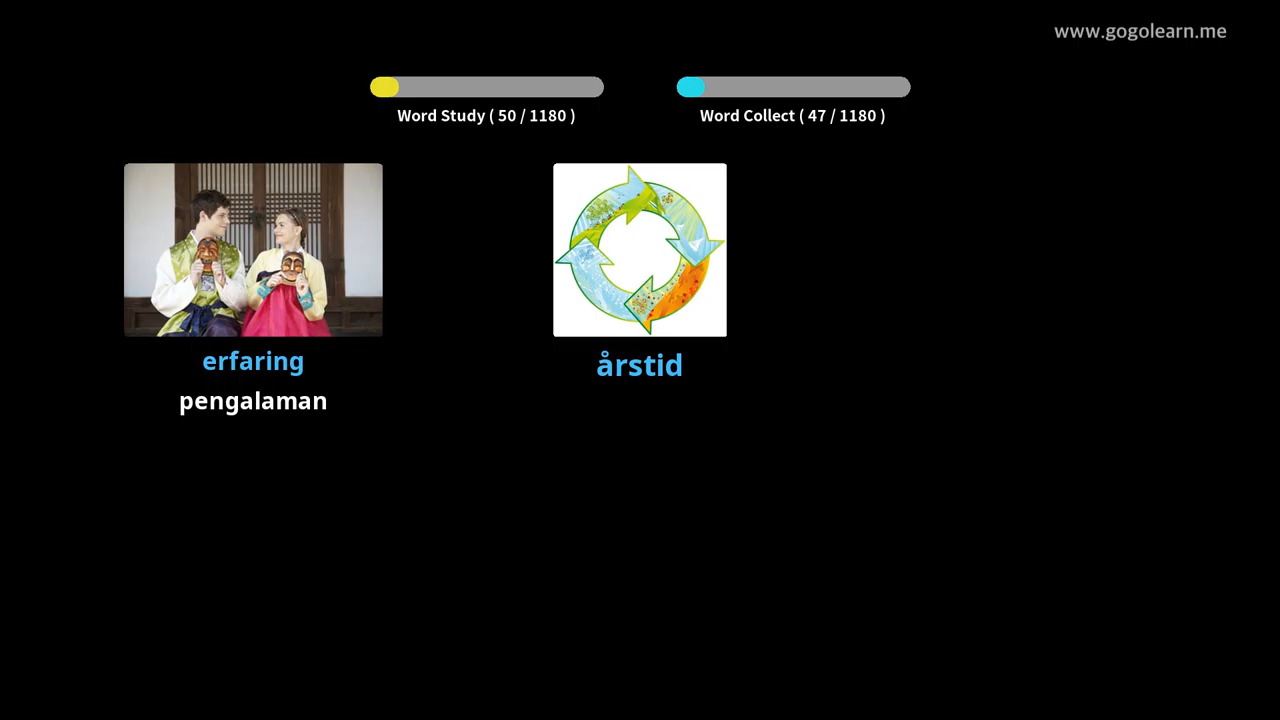 www.gogolearn.me
Word Study ( 50 / 1180 )
Word Collect ( 47 / 1180 )
erfaring
årstid
pengalaman